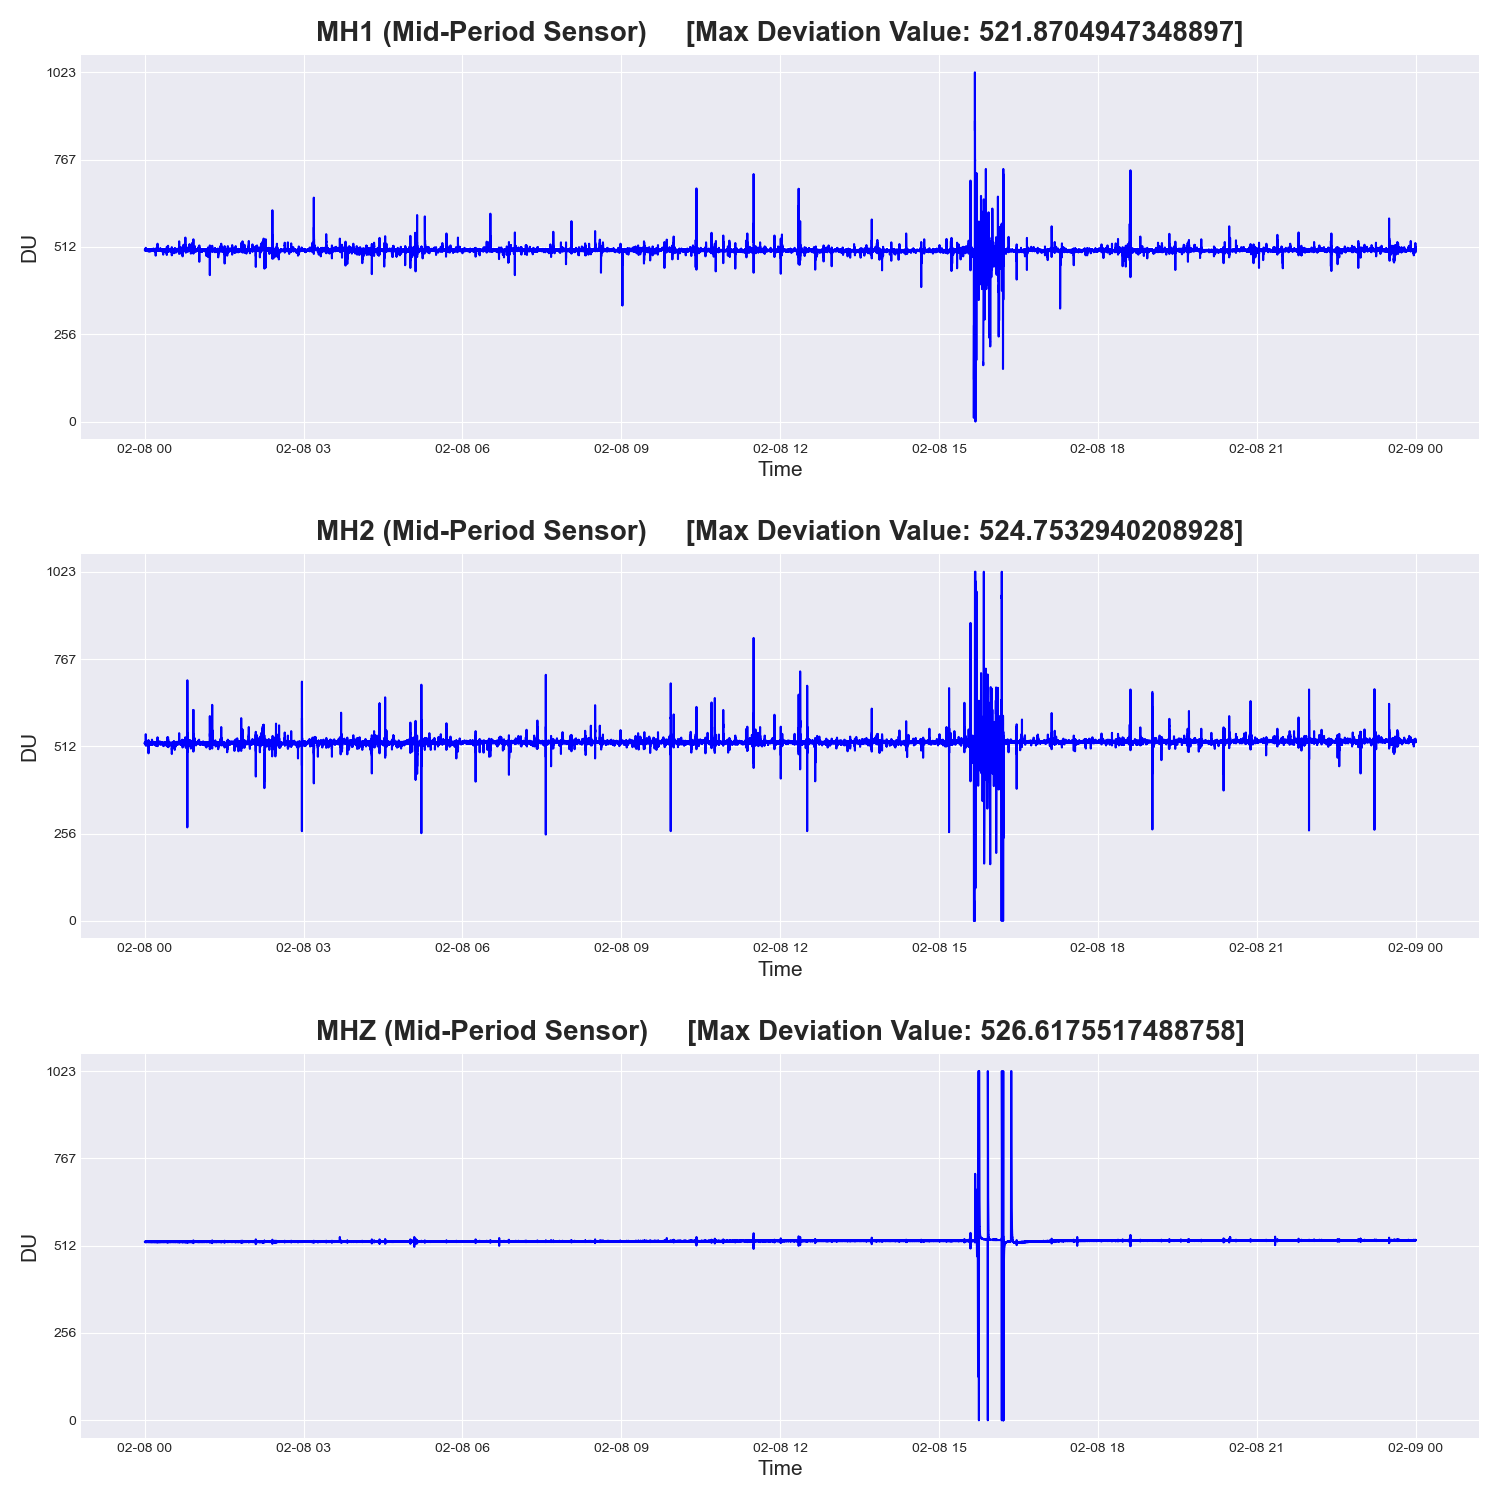 MH1 (Mid-Period Sensor) [Max Deviation Value: 521.8704947348897]
1023
767
512
256
0
DU
02-08 00 02-08 03 02-08 06 02-08 09 02-08 12 02-08 15 02-08 18 02-08 21 02-09 00
Time
MH2 (Mid-Period Sensor) [Max Deviation Value: 524.7532940208928]
1023
767
512
256
0
DU
02-08 00 02-08 03 02-08 06 02-08 09 02-08 12 02-08 15 02-08 18 02-08 21 02-09 00
Time
MHZ (Mid-Period Sensor) [Max Deviation Value: 526.6175517488758]
1023
767
512
256
0
DU
02-08 00 02-08 03 02-08 06 02-08 09 02-08 12 02-08 15 02-08 18 02-08 21 02-09 00
Time